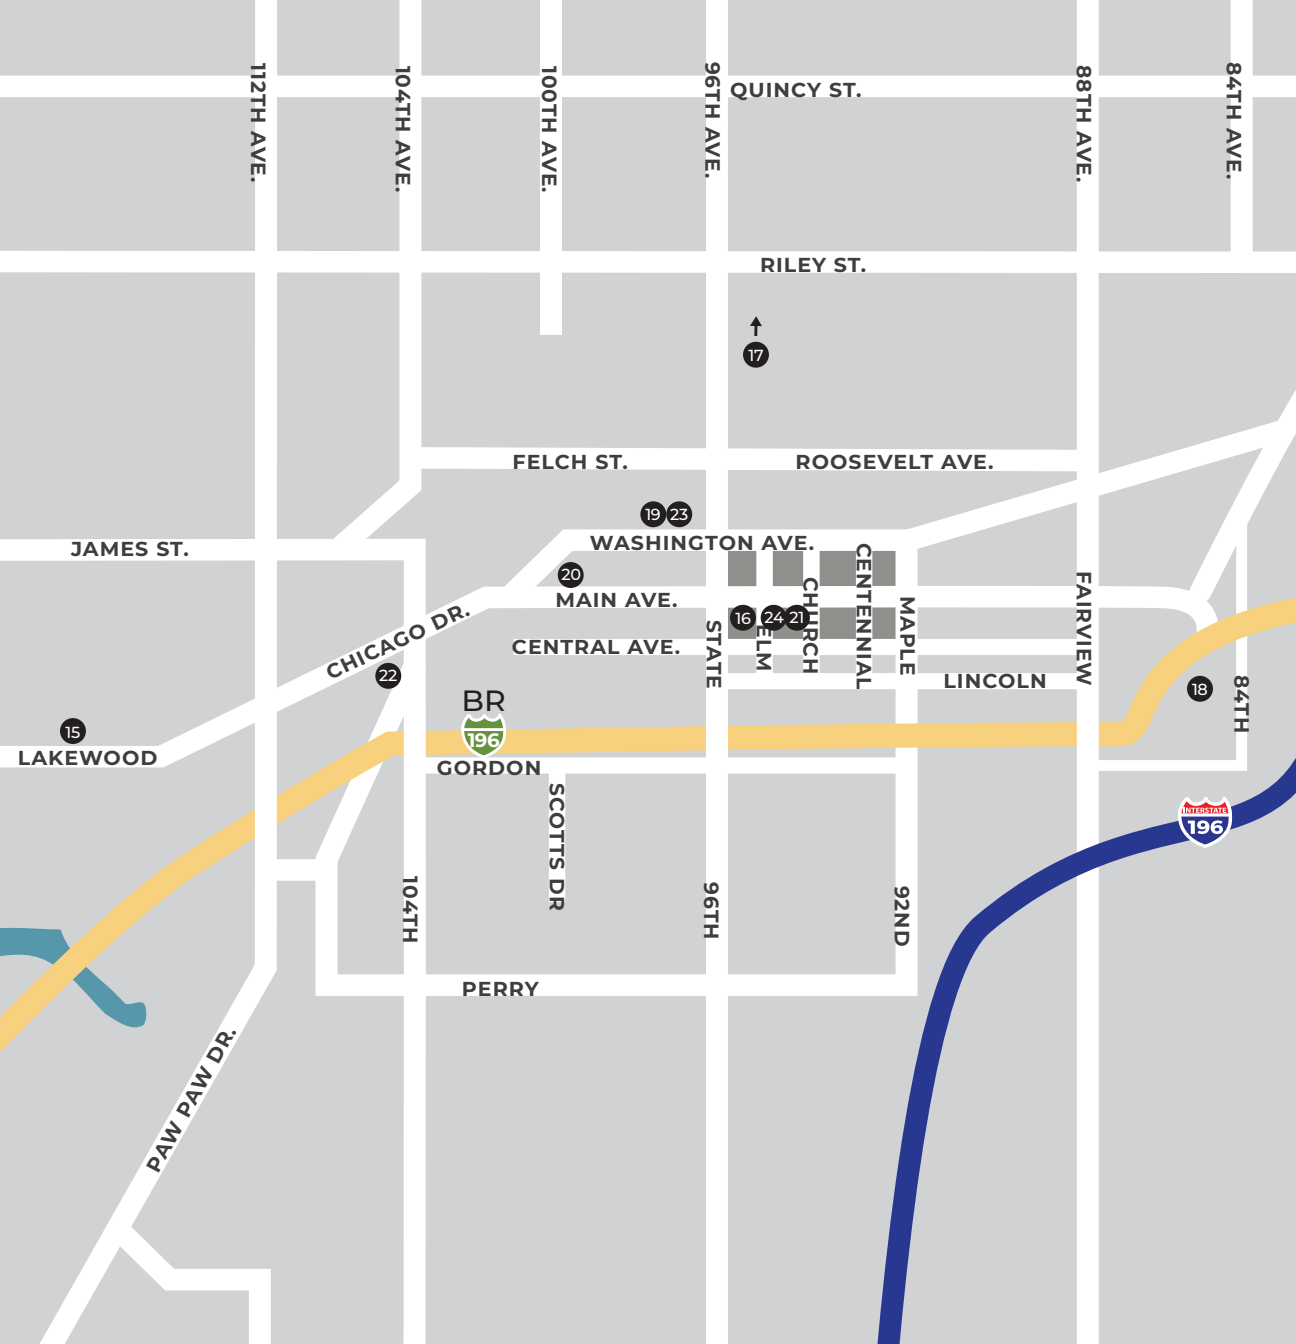 112TH AVE.
104TH AVE.
100TH AVE.
96TH AVE.
88TH AVE.
84TH AVE.
QUINCY ST.
RILEY ST.
17
FELCH ST.
ROOSEVELT AVE.
19
23
JAMES ST.
WASHINGTON AVE.
20
MAIN AVE.
CENTENNIAL
CHURCH
FAIRVIEW
MAPLE
16
24
21
CHICAGO DR.
STATE
ELM
CENTRAL AVE.
22
LINCOLN
18
84TH
15
LAKEWOOD
BR
196
GORDON
SCOTTS DR
INTERSTATE
196
104TH
96TH
92ND
PERRY
PAW PAW DR.